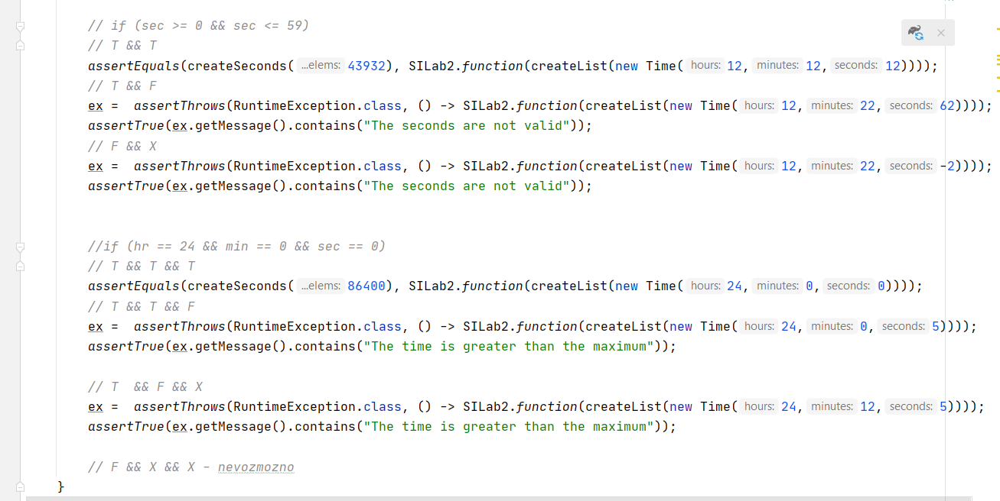 // if (sec >= 0 && sec <= 59)
// T && T
assertEquals(createSeconds( ...elems: 43932), SILab2.function(createList(new Time( hours: 12, minutes: 12, seconds: 12))));
// T && F
ex =  assertThrows(RuntimeException.class, () -> SILab2.function(createList(new Time( hours: 12, minutes: 22, seconds: 62))));
assertTrue(ex.getMessage().contains("The seconds are not valid"));
// F && X
ex =  assertThrows(RuntimeException.class, () -> SILab2.function(createList(new Time( hours: 12, minutes: 22, seconds: -2))));
assertTrue(ex.getMessage().contains("The seconds are not valid"));
//if (hr == 24 && min == 0 && sec == 0)
// T && T && T
assertEquals(createSeconds( ...elems: 86400), SILab2.function(createList(new Time( hours: 24, minutes: 0, seconds: 0))));
// T && T && F
ex =  assertThrows(RuntimeException.class, () -> SILab2.function(createList(new Time( hours: 24, minutes: 0, seconds: 5))));
assertTrue(ex.getMessage().contains("The time is greater than the maximum"));
// T  && F && X
ex =  assertThrows(RuntimeException.class, () -> SILab2.function(createList(new Time( hours: 24, minutes: 12, seconds: 5))));
assertTrue(ex.getMessage().contains("The time is greater than the maximum"));
// F && X && X - nevozmozno
}